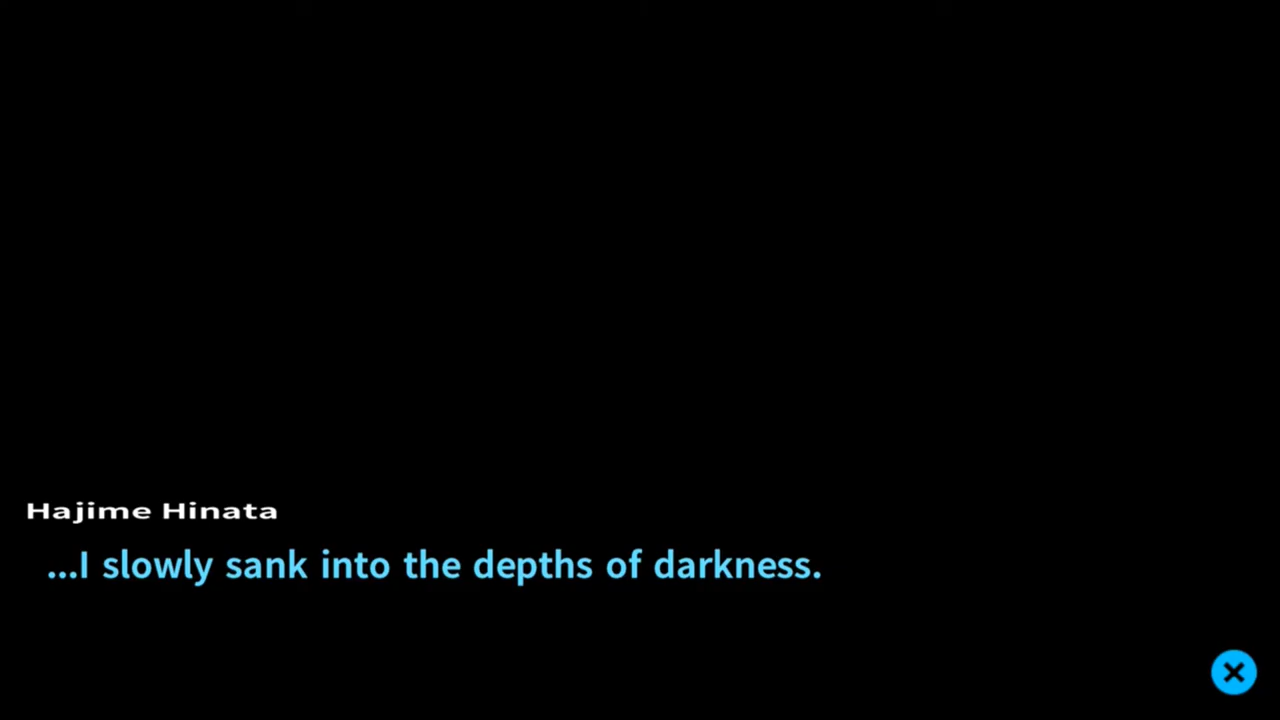 Hajime Hinata
...I slowly sank into the depths of darkness.